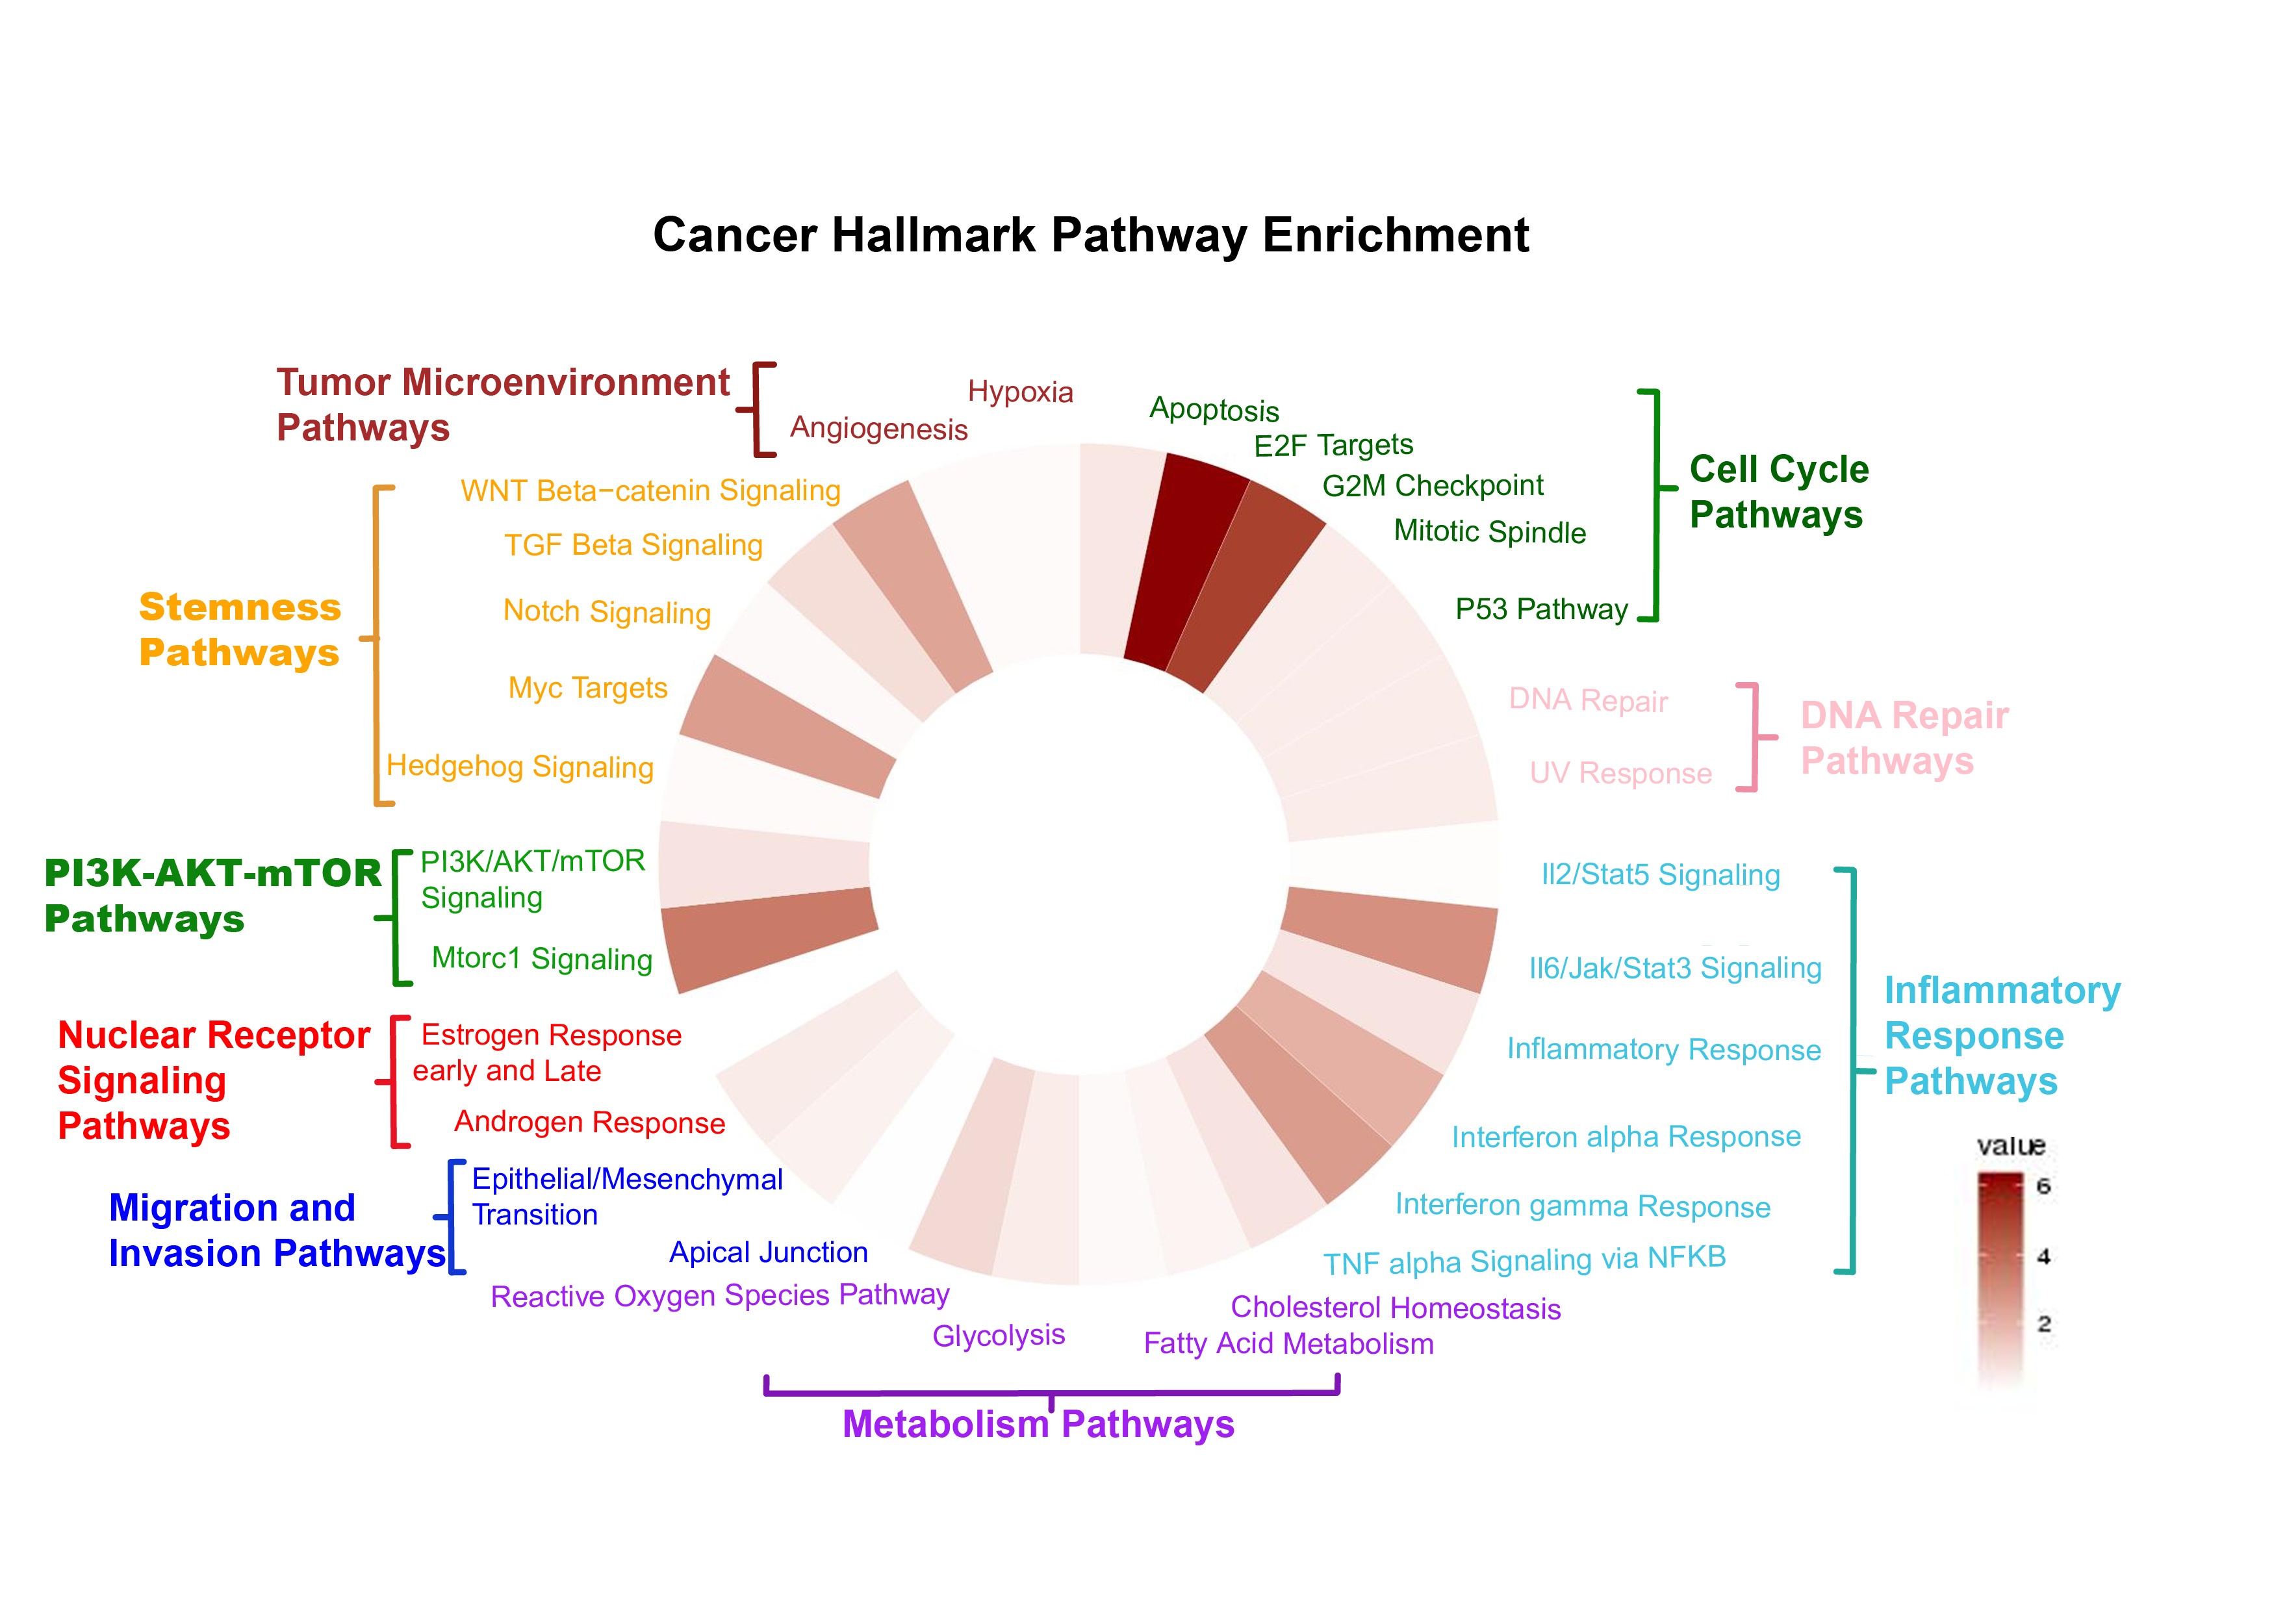 Cancer Hallmark Pathway Enrichment
Tumor Microenvironment
Pathways
Hypoxia
Angiogenesis
Apoptosis
E2F Targets
G2M Checkpoint
Mitotic Spindle
P53 Pathway
Cell Cycle
Pathways
WNT Beta−catenin Signaling
TGF Beta Signaling
Notch Signaling
Myc Targets
Hedgehog Signaling
Stemness
Pathways
DNA Repair
UV Response
DNA Repair
Pathways
PI3K-AKT-mTOR
Pathways
PI3K/AKT/mTOR
Signaling
Mtorc1 Signaling
Il2/Stat5 Signaling
Il6/Jak/Stat3 Signaling
Inflammatory Response
Interferon alpha Response
Interferon gamma Response
TNF alpha Signaling via NFKB
Inflammatory
Response
Pathways
Nuclear Receptor
Signaling
Pathways
Estrogen Response
early and Late
Androgen Response
Migration and
Invasion Pathways
Epithelial/Mesenchymal
Transition
Apical Junction
Reactive Oxygen Species Pathway
Glycolysis
Cholesterol Homeostasis
Fatty Acid Metabolism
Metabolism Pathways
value
6
4
2